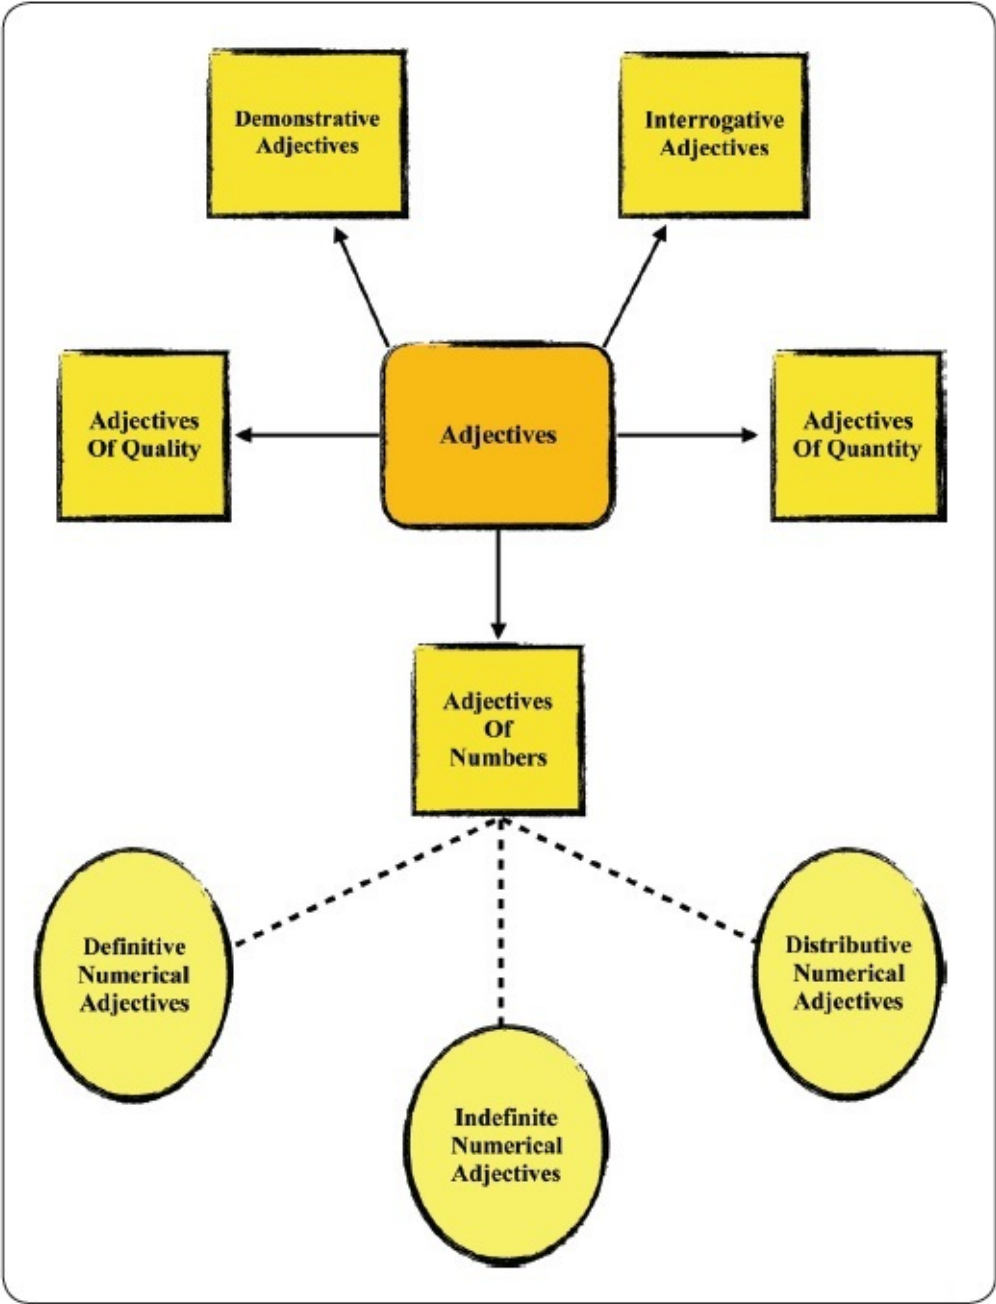 Demonstrative
Adjectives
Interrogative
Adjectives
Adjectives
Of Quality
Adjectives
Adjectives
Of Quantity
Adjectives
Of
Numbers
Definitive
Numerical
Adjectives
Indefinite
Numerical
Adjectives
Distributive
Numerical
Adjectives